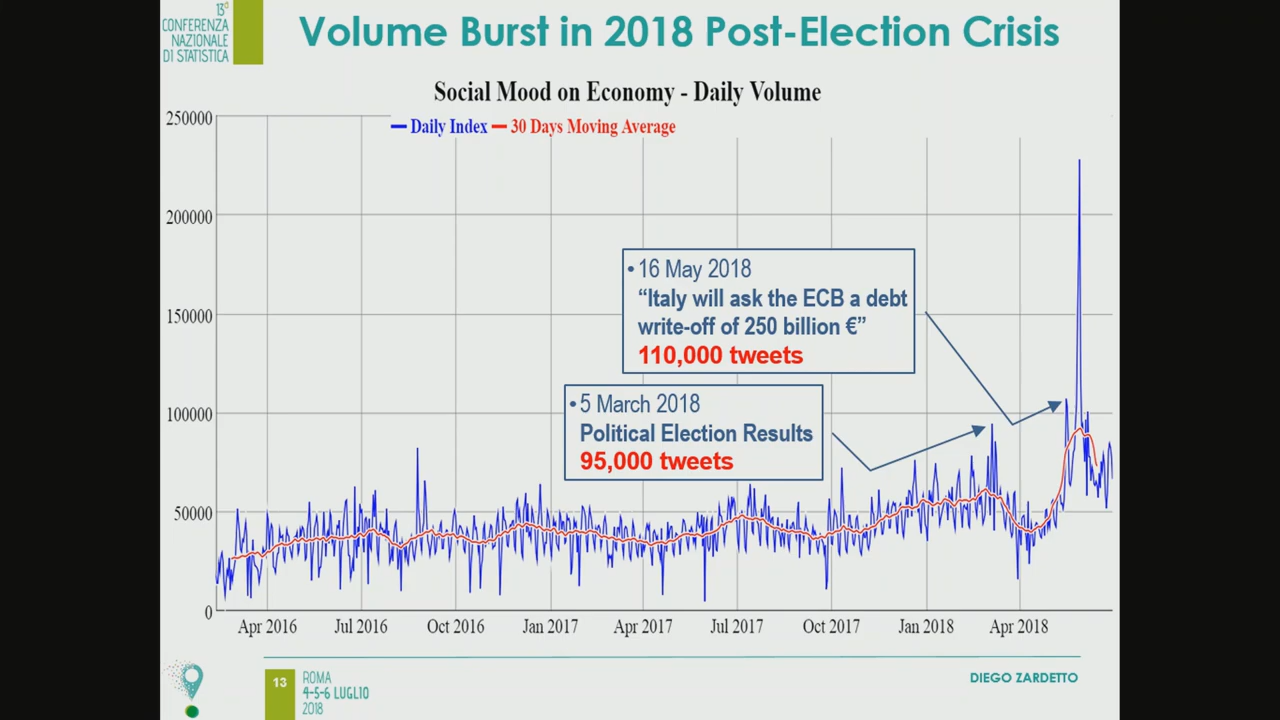 13°
CONFERENZA
NAZIONALE
DI STATISTICA
Volume Burst in 2018 Post-Election Crisis
Social Mood on Economy - Daily Volume
Daily Index
30 Days Moving Average
250000
200000
150000
100000
50000
0
• 16 May 2018
“Italy will ask the ECB a debt
write-off of 250 billion €”
110,000 tweets
• 5 March 2018
Political Election Results
95,000 tweets
Apr 2016
Jul 2016
Oct 2016
Jan 2017
Apr 2017
Jul 2017
Oct 2017
Jan 2018
Apr 2018
13
ROMA
4-5-6 LUGLIO
2018
DIEGO ZARDETTO